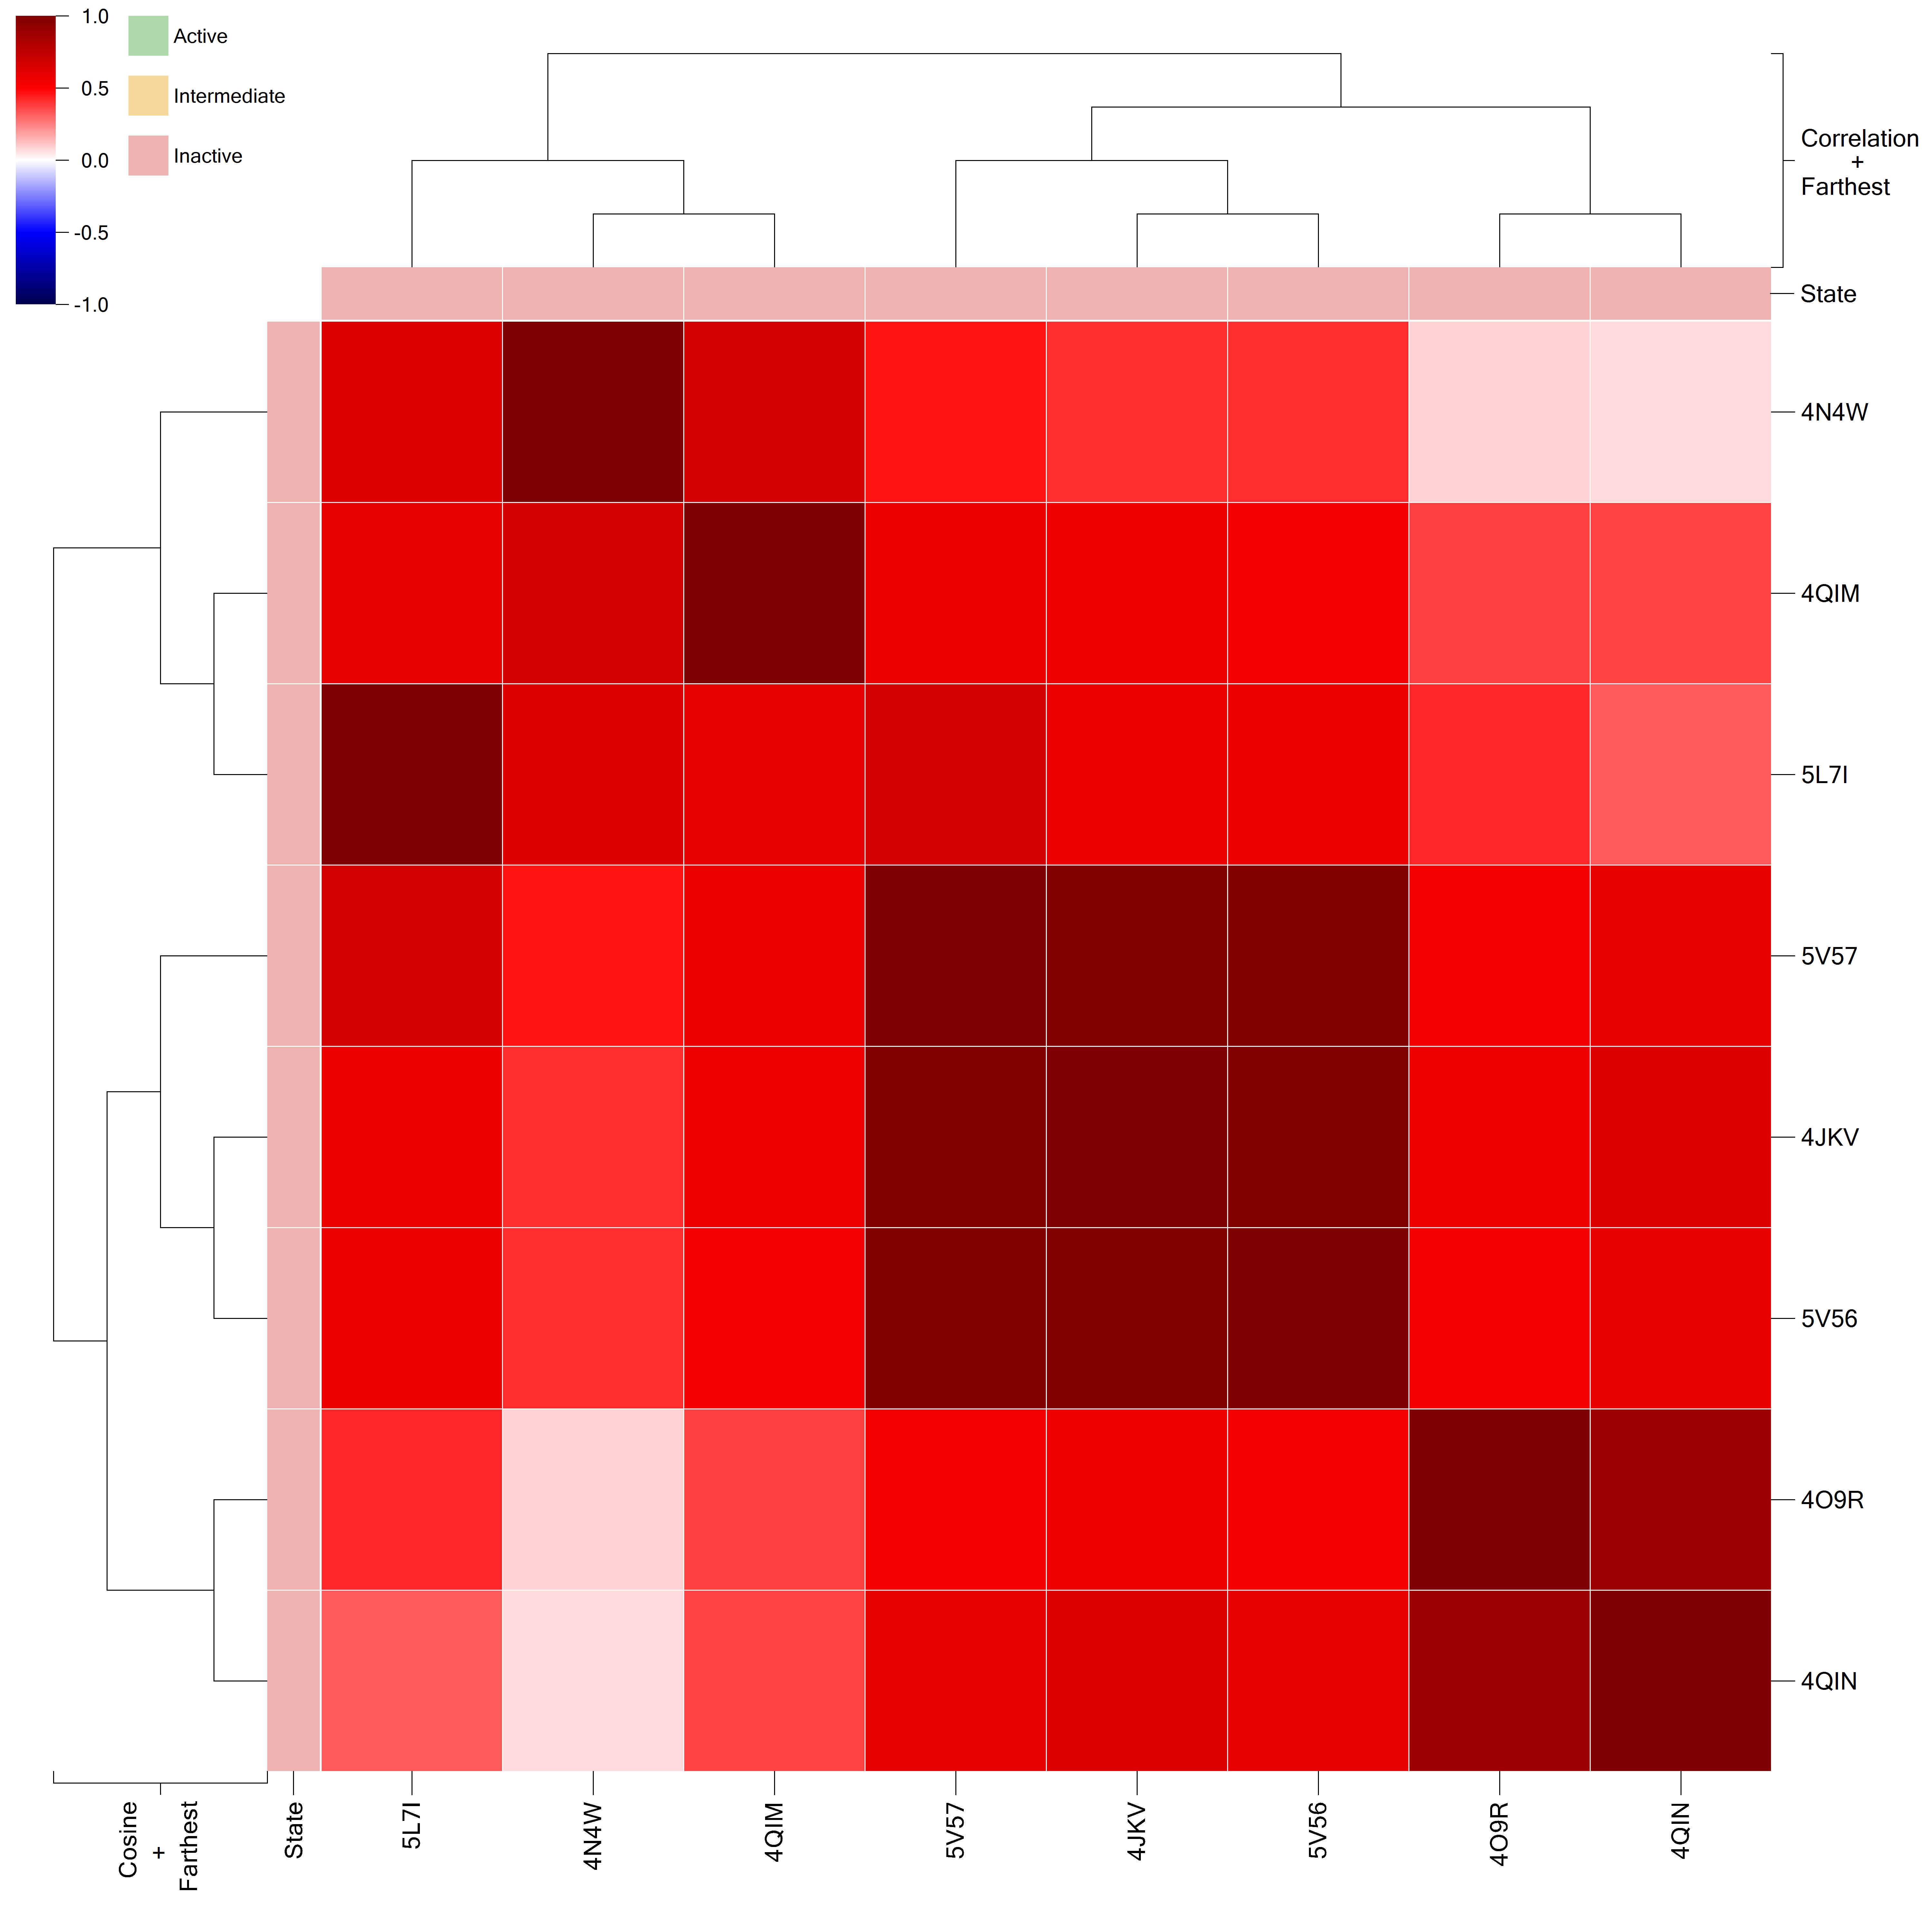 1.0
0.5
0.0
-0.5
-1.0
Active
Intermediate
Inactive
Correlation
+
Farthest
State
4N4W
4QIM
5L7I
5V57
4JKV
5V56
4O9R
4QIN
Cosine
+
Farthest
State
5L7I
4N4W
4QIM
5V57
4JKV
5V56
4O9R
4QIN